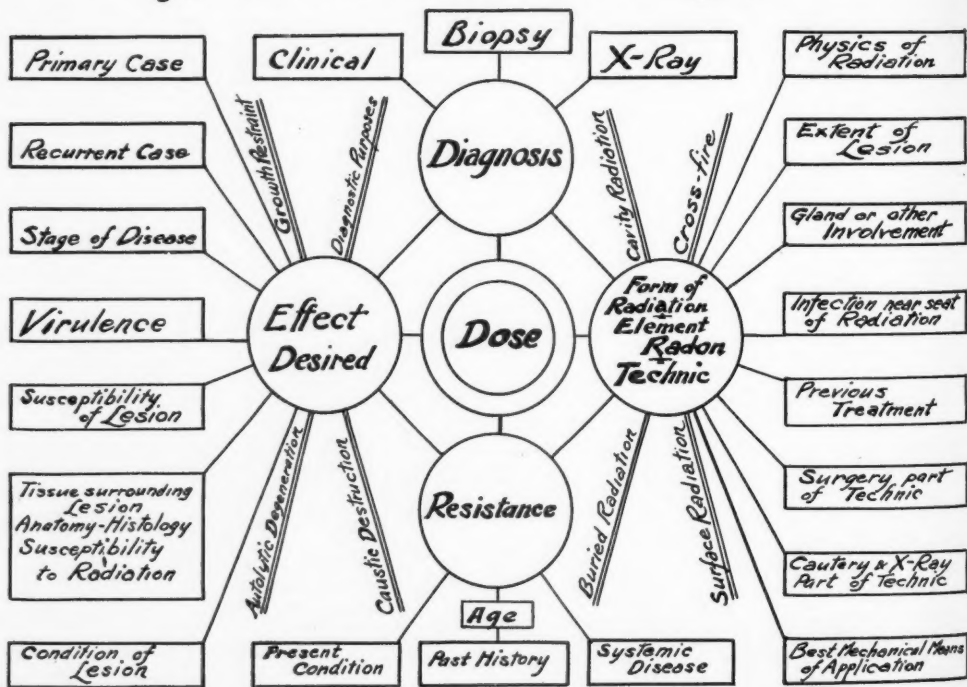 Biopsy
Clinical
X-Ray
Diagnosis
Primary Case
Recurrent Case
Stage of Disease
Virulence
Susceptibility
of Lesion
Tissue surrounding
Lesion
Anatomy-Histology
Susceptibility
to Radiation
Condition of
Lesion
Growth Restraint
Diagnostic Purposes
Effect
Desired
Autolytic Degeneration
Caustic Destruction
Dose
Cavity Radiation
Cross-fire
Form of
Radiation
+
Element
Radon
+
Technic
Buried Radiation
Surface Radiation
Resistance
Age
Present
Condition
Past History
Systemic
Disease
Physics of
Radiation
Extent of
Lesion
Gland or other
Involvement
Infection near seat
of Radiation
Previous
Treatment
Surgery part
of Technic
Cautery & X-Ray
Part of Technic
Best Mechanical Means
of Application